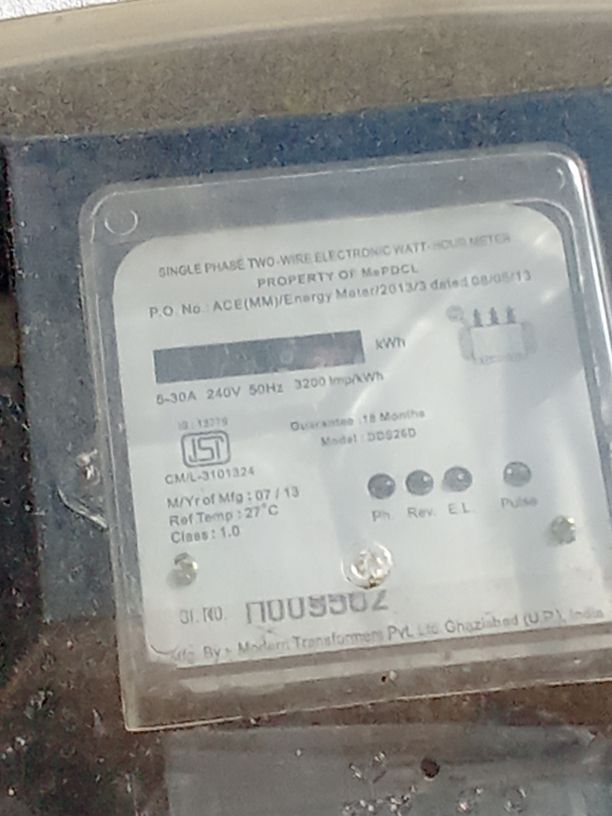 SINGLE PHASE TWO-WIRE ELECTRONIC WATT-HOUR METER
PROPERTY OF MePDCL
P.O. No.: ACE(MM)/Energy Meter/2013/3 dated 08/05/13
kWh
5-30A 240V 50Hz 3200 Imp/kWh
IS : 13779
Guarantee : 18 Months
Model : DDS26D
ISI
CM/L-3101324
M/Yr of Mfg : 07 / 13
Ref Temp : 27°C
Class : 1.0
Ph. Rev. E.L. Pulse
Sl. No.
Mfg. By : Modern Transformers Pvt. Ltd. Ghaziabad (U.P.), India